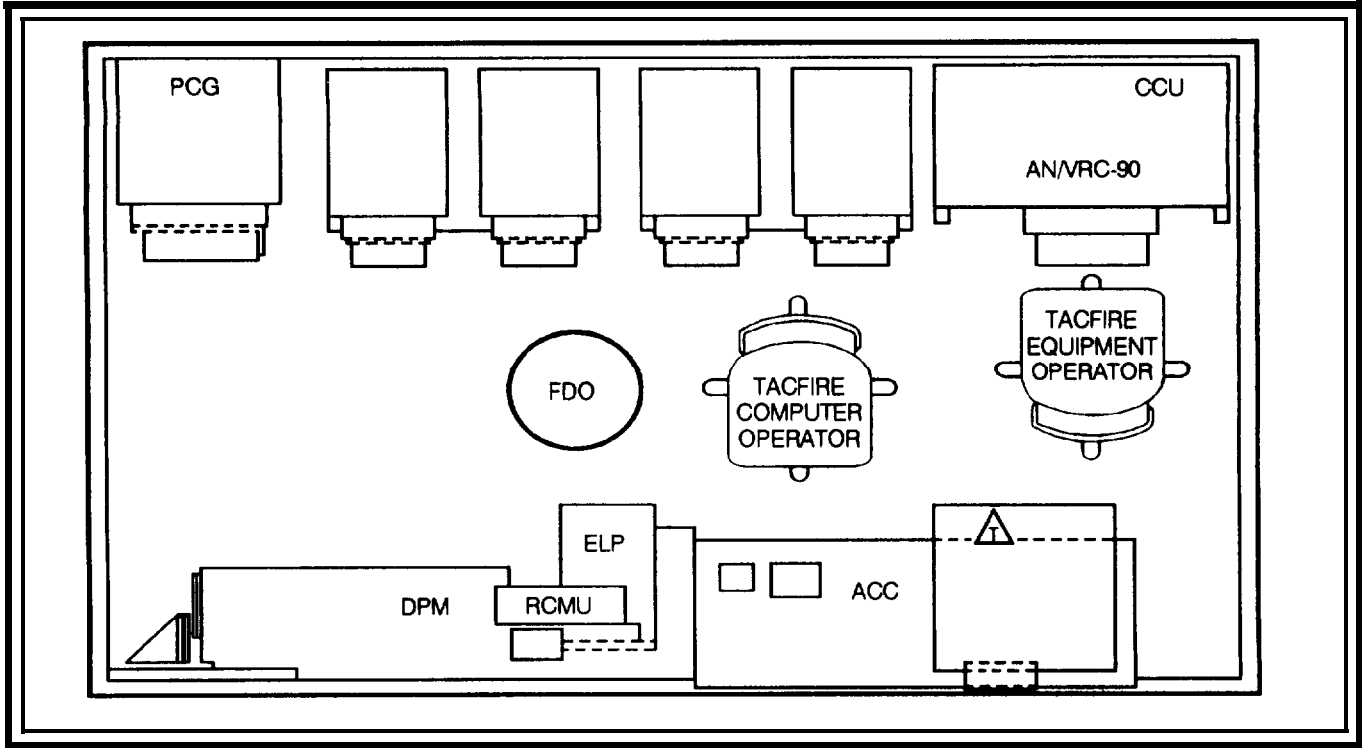 PCG
CCU
AN/VRC-90
TACFIRE
EQUIPMENT
OPERATOR
FDO
TACFIRE
COMPUTER
OPERATOR
ELP
T
DPM
RCMU
ACC